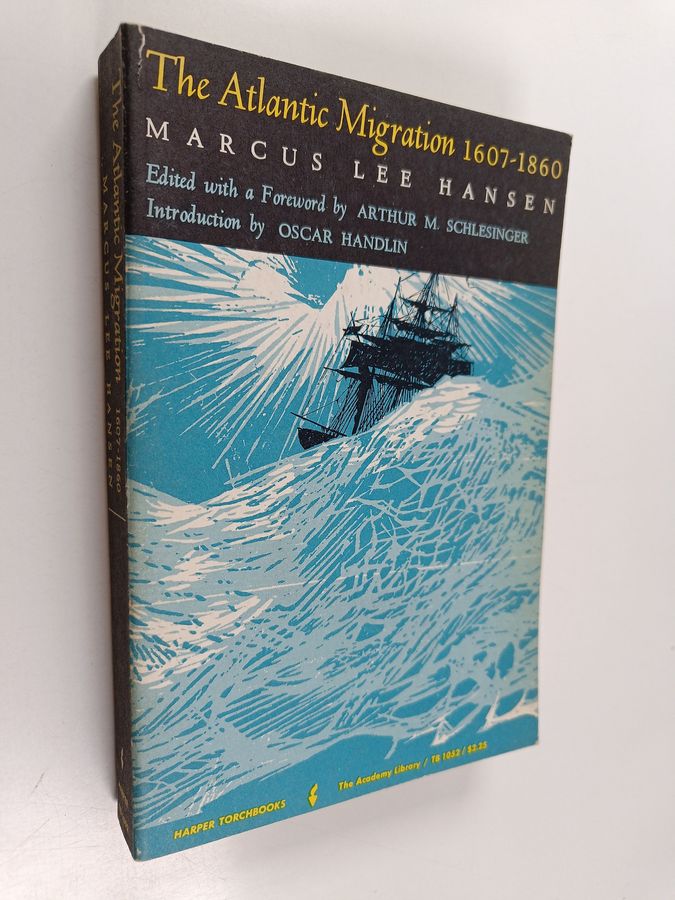 The Atlantic Migration 1607-1860
MARCUS LEE HANSEN
Edited with a Foreword by ARTHUR M. SCHLESINGER
Introduction by OSCAR HANDLIN
HARPER TORCHBOOKS
The Academy Library / TB 1052 / $2.25
The Atlantic Migration 1607-1860
MARCUS LEE HANSEN